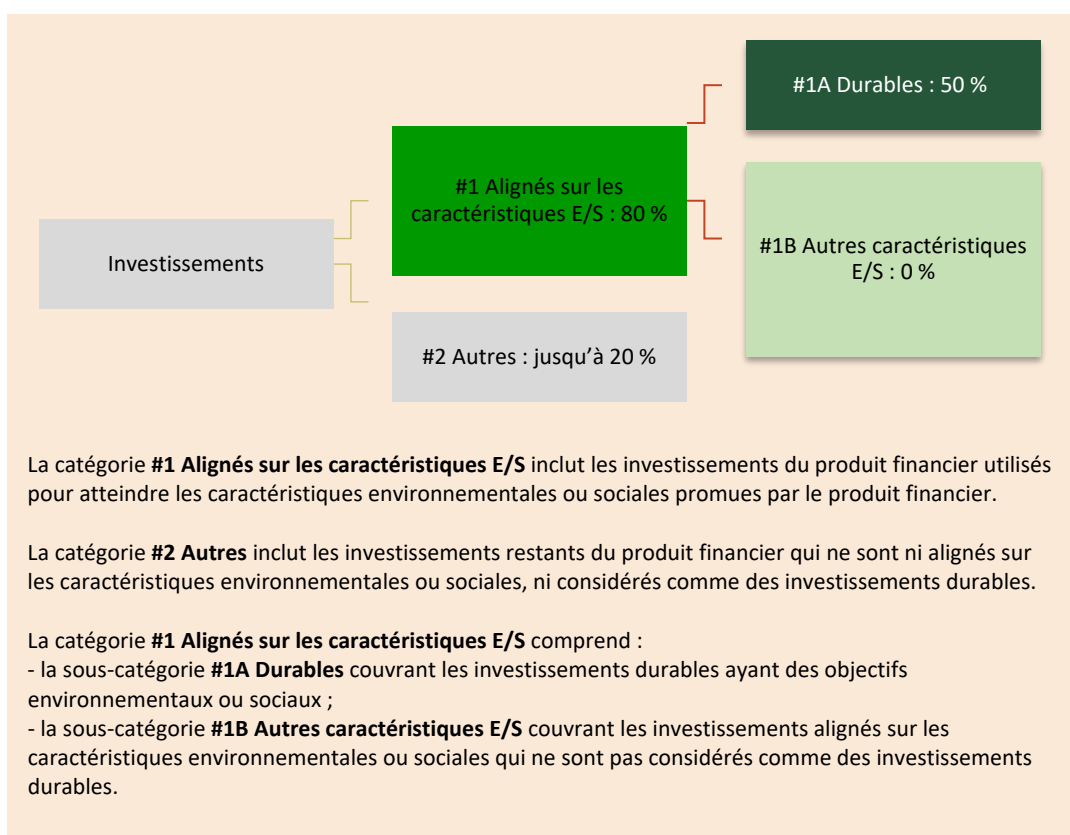 #1A Durables : 50 %
#1 Alignés sur les
caractéristiques E/S : 80 %
#1B Autres caractéristiques
E/S : 0 %
Investissements
#2 Autres : jusqu’à 20 %
La catégorie #1 Alignés sur les caractéristiques E/S inclut les investissements du produit financier utilisés
pour atteindre les caractéristiques environnementales ou sociales promues par le produit financier.
La catégorie #2 Autres inclut les investissements restants du produit financier qui ne sont ni alignés sur
les caractéristiques environnementales ou sociales, ni considérés comme des investissements durables.
La catégorie #1 Alignés sur les caractéristiques E/S comprend :
- la sous-catégorie #1A Durables couvrant les investissements durables ayant des objectifs
environnementaux ou sociaux ;
- la sous-catégorie #1B Autres caractéristiques E/S couvrant les investissements alignés sur les
caractéristiques environnementales ou sociales qui ne sont pas considérés comme des investissements
durables.